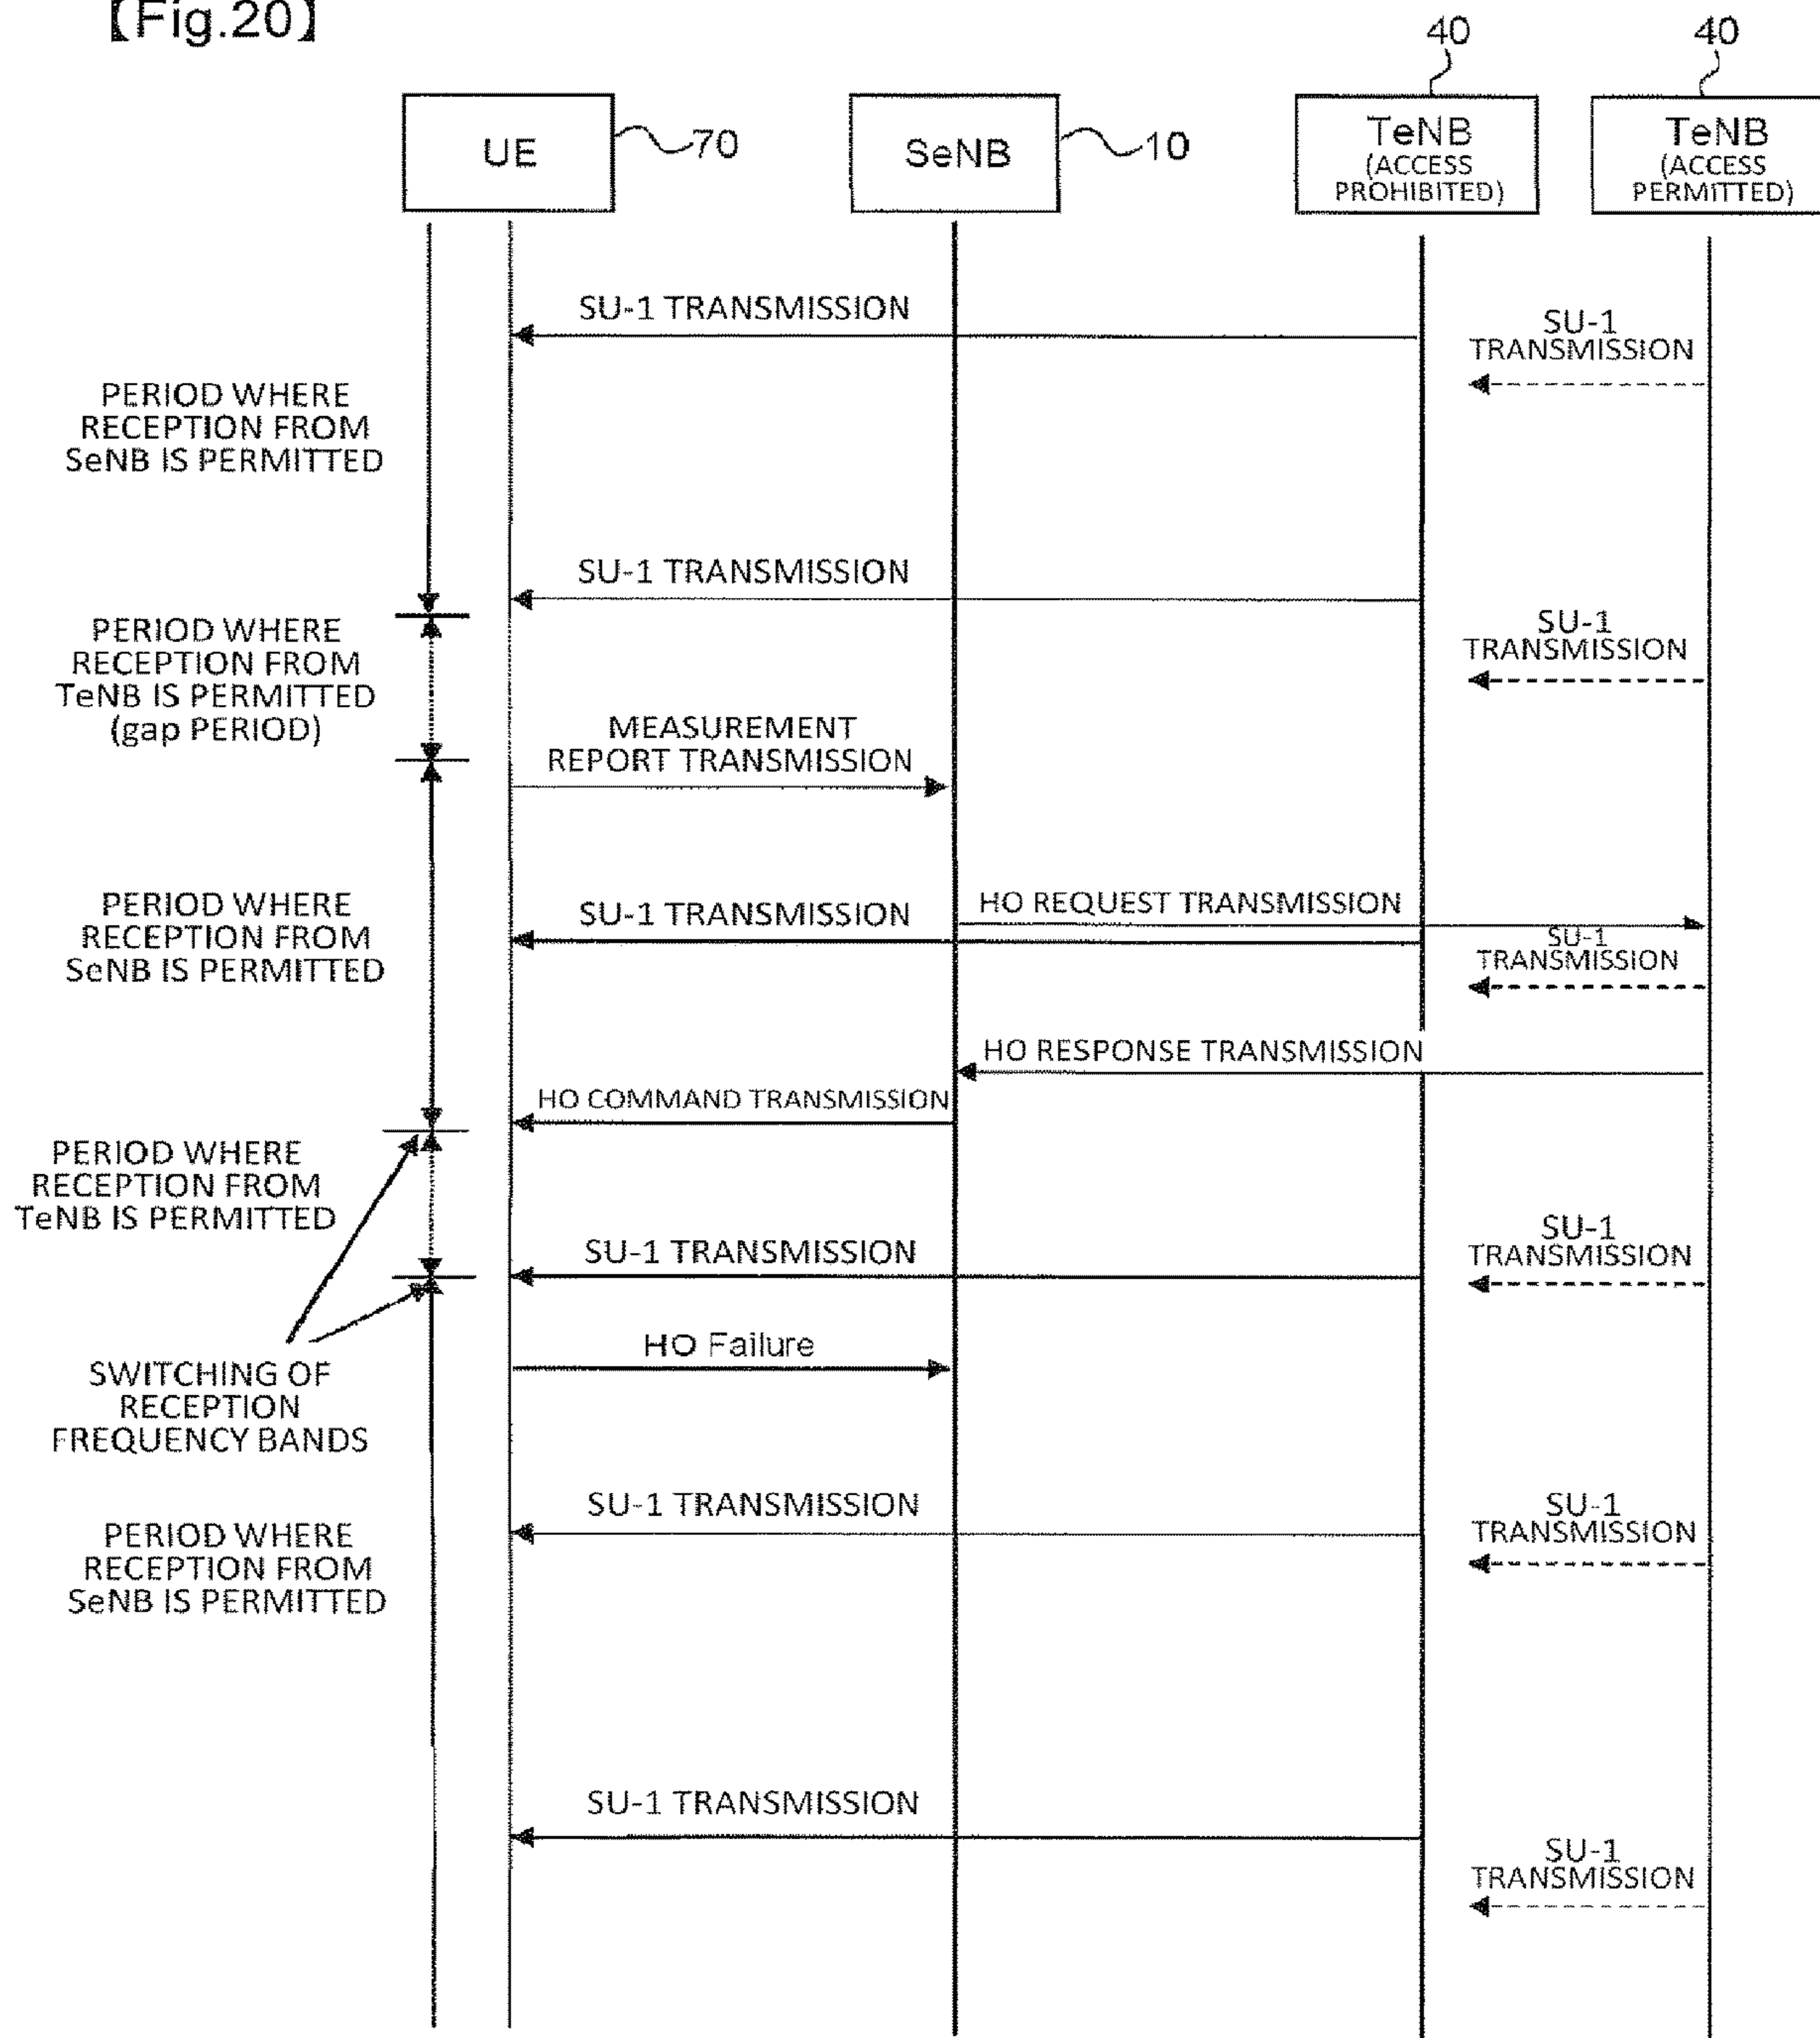 【Fig.20】
40
40
UE
70
SeNB
10
TeNB
(ACCESS
PROHIBITED)
TeNB
(ACCESS
PERMITTED)
SU-1 TRANSMISSION
SU-1
TRANSMISSION
PERIOD WHERE
RECEPTION FROM
SeNB IS PERMITTED
SU-1 TRANSMISSION
SU-1
TRANSMISSION
PERIOD WHERE
RECEPTION FROM
TeNB IS PERMITTED
(gap PERIOD)
MEASUREMENT
REPORT TRANSMISSION
PERIOD WHERE
RECEPTION FROM
SeNB IS PERMITTED
SU-1 TRANSMISSION
HO REQUEST TRANSMISSION
SU-1
TRANSMISSION
HO RESPONSE TRANSMISSION
HO COMMAND TRANSMISSION
PERIOD WHERE
RECEPTION FROM
TeNB IS PERMITTED
SU-1 TRANSMISSION
SU-1
TRANSMISSION
HO Failure
SWITCHING OF
RECEPTION
FREQUENCY BANDS
SU-1 TRANSMISSION
SU-1
TRANSMISSION
PERIOD WHERE
RECEPTION FROM
SeNB IS PERMITTED
SU-1 TRANSMISSION
SU-1
TRANSMISSION